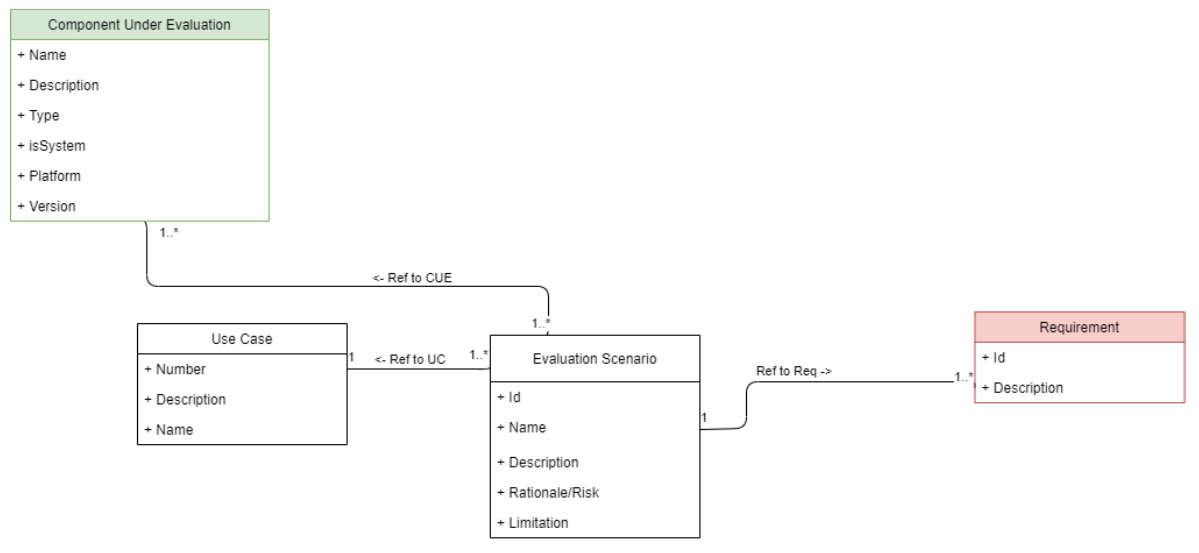 Component Under Evaluation
+ Name
+ Description
+ Type
+ isSystem
+ Platform
+ Version
1..*
<- Ref to CUE
1..*
Use Case
+ Number
+ Description
+ Name
1
<- Ref to UC
1..*
Evaluation Scenario
+ Id
+ Name
+ Description
+ Rationale/Risk
+ Limitation
1
Ref to Req ->
1..*
Requirement
+ Id
+ Description